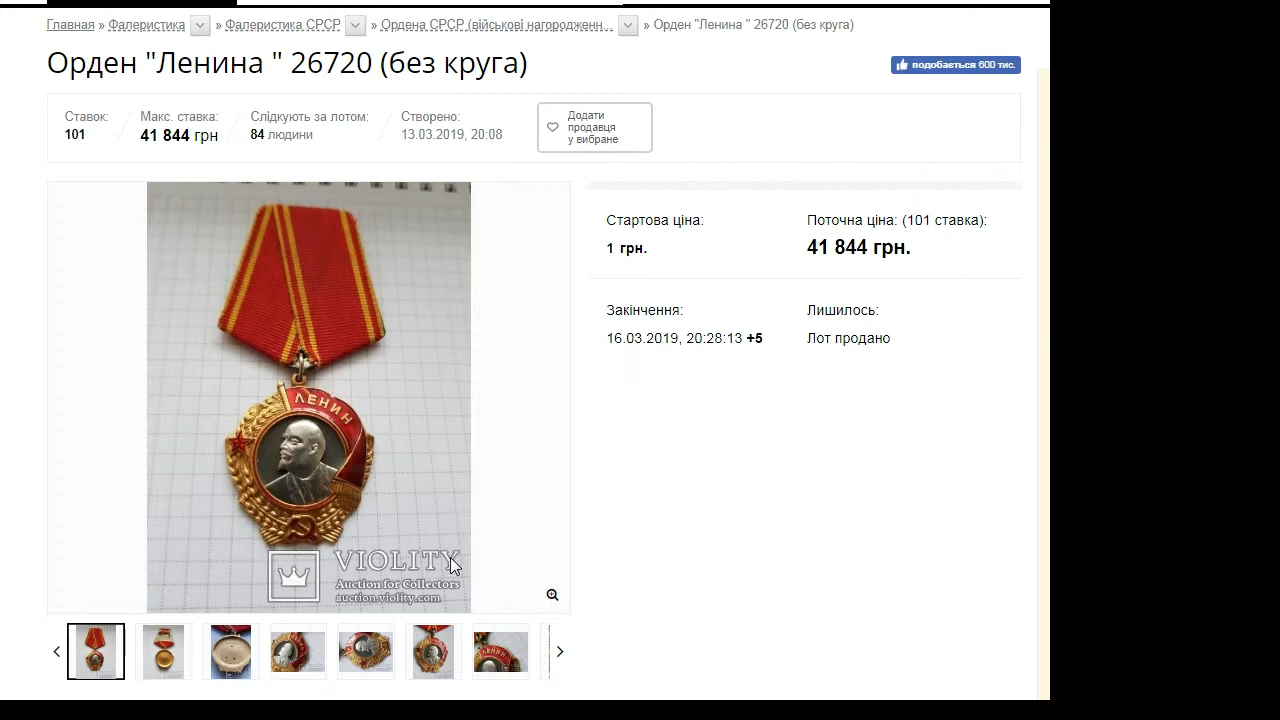 Главная » Фалеристика » Фалеристика СРСР » Ордена СРСР (військові нагородженн... » Орден "Ленина " 26720 (без круга)
Орден "Ленина " 26720 (без круга)
подобається 600 тис.
Ставок:
101
Макс. ставка:
41 844 грн
Слідкують за лотом:
84 людини
Створено:
13.03.2019, 20:08
Додати
продавця
у вибране
ЛЕНИН
VIOLITY
Auction for Collectors
auction.violity.com
Стартова ціна:
1 грн.
Поточна ціна: (101 ставка):
41 844 грн.
Закінчення:
16.03.2019, 20:28:13 +5
Лишилось:
Лот продано